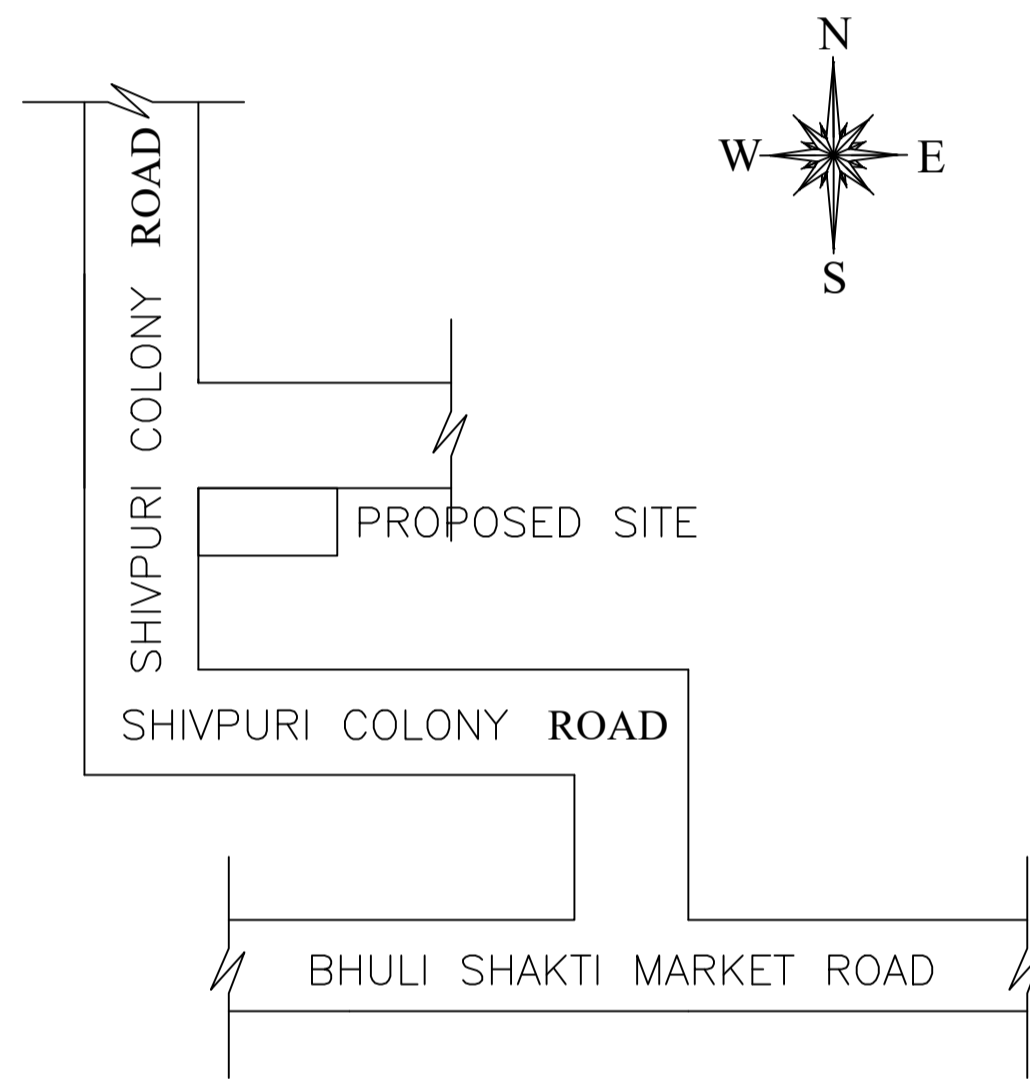 N
W E
S
SHIVPURI COLONY ROAD
PROPOSED SITE
SHIVPURI COLONY ROAD
BHULI SHAKTI MARKET ROAD